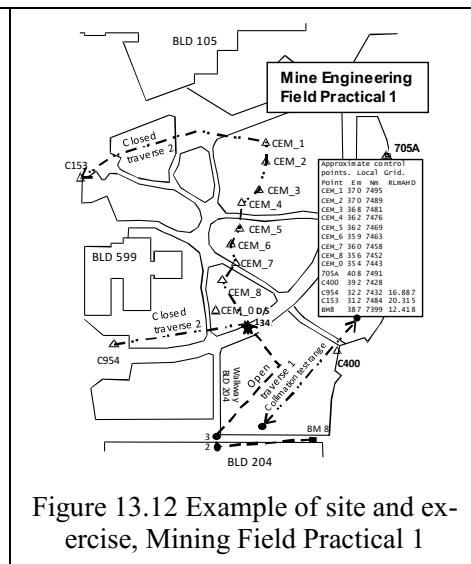 BLD 105
Mine Engineering
Field Practical 1
705A
Closed
traverse 2
C153
CEM_1
CEM_2
CEM_3
CEM_4
CEM_5
CEM_6
CEM_7
CEM_8
CEM_0 D/S
134
Approximate control
points. Local Grid.
Point Em Nm RLmAHD
CEM_1 370 7495
CEM_2 370 7489
CEM_3 368 7481
CEM_4 362 7476
CEM_5 362 7469
CEM_6 359 7463
CEM_7 360 7458
CEM_8 356 7452
CEM_0 354 7443
705A 408 7491
C400 392 7428
C954 322 7432 16.887
C153 312 7484 20.315
BM8 387 7399 12.418
BLD 599
Closed
traverse 2
C954
C400
Walkway
BLD 204
Open
traverse 1
Collimation test range
3
2
BM 8
BLD 204
Figure 13.12 Example of site and ex-
ercise, Mining Field Practical 1